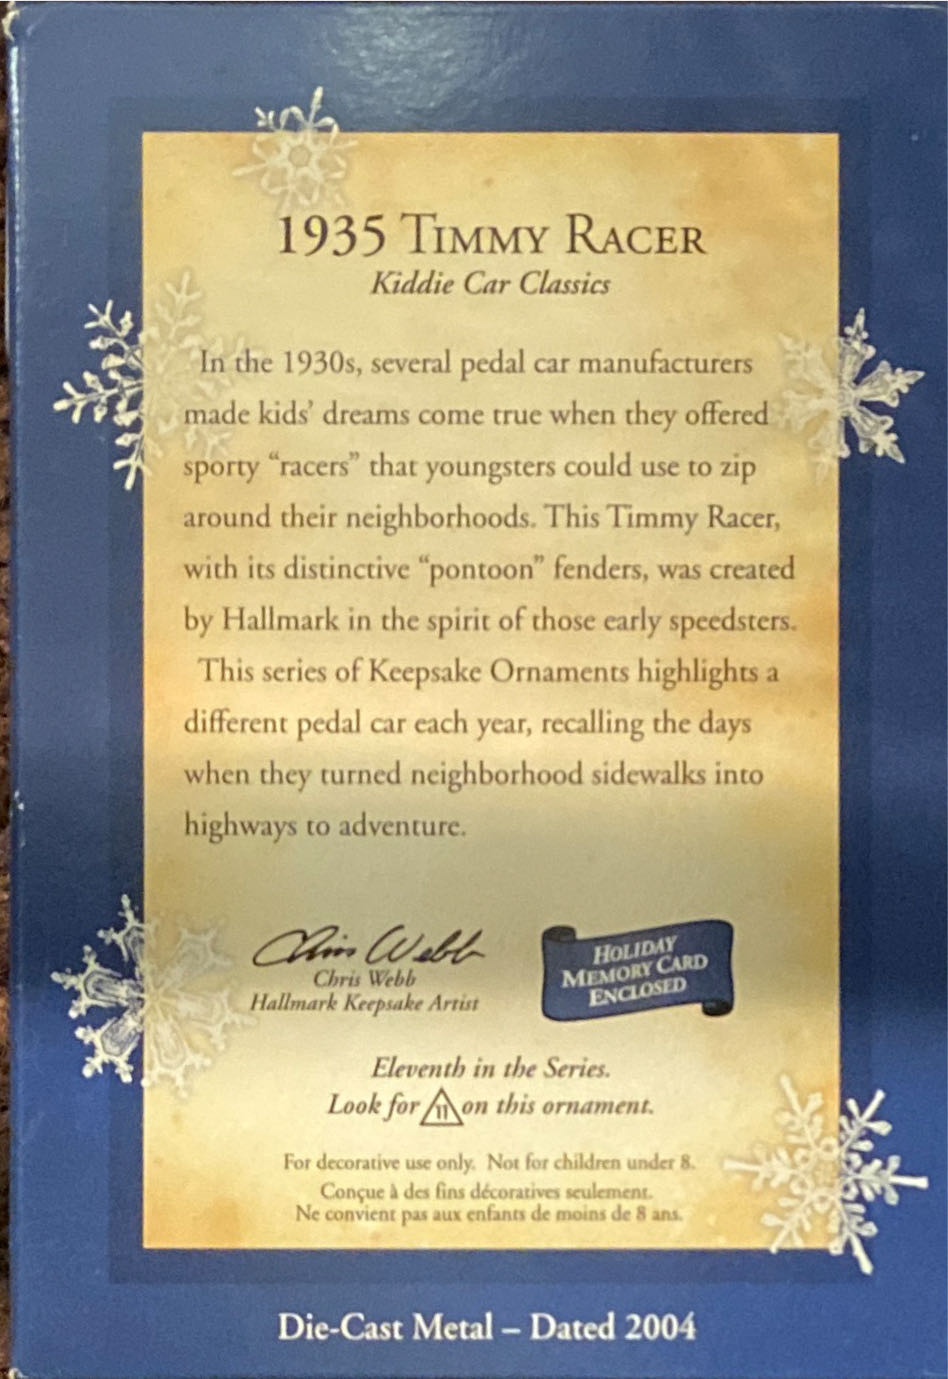 1935 TIMMY RACER
Kiddie Car Classics
In the 1930s, several pedal car manufacturers
made kids' dreams come true when they offered
sporty "racers" that youngsters could use to zip
around their neighborhoods. This Timmy Racer,
with its distinctive "pontoon" fenders, was created
by Hallmark in the spirit of those early speedsters.
This series of Keepsake Ornaments highlights a
different pedal car each year, recalling the days
when they turned neighborhood sidewalks into
highways to adventure.
Chris Webb
Chris Webb
Hallmark Keepsake Artist
HOLIDAY
MEMORY CARD
ENCLOSED
Eleventh in the Series.
Look for 11 on this ornament.
For decorative use only. Not for children under 8.
Conçue à des fins décoratives seulement.
Ne convient pas aux enfants de moins de 8 ans.
Die-Cast Metal – Dated 2004